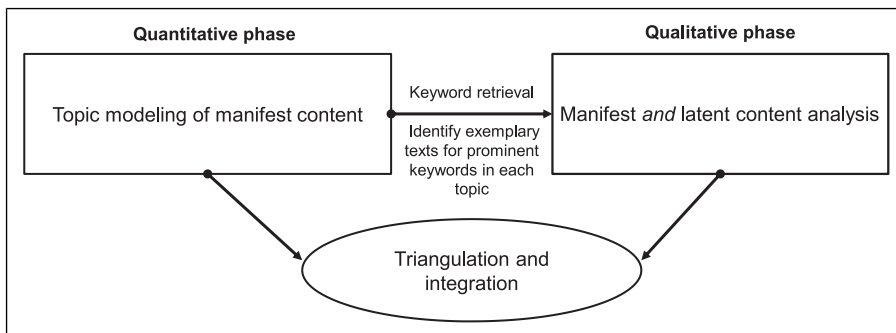 Quantitative phase
Qualitative phase
Topic modeling of manifest content
Keyword retrieval
Identify exemplary
texts for prominent
keywords in each
topic
Manifest and latent content analysis
Triangulation and
integration